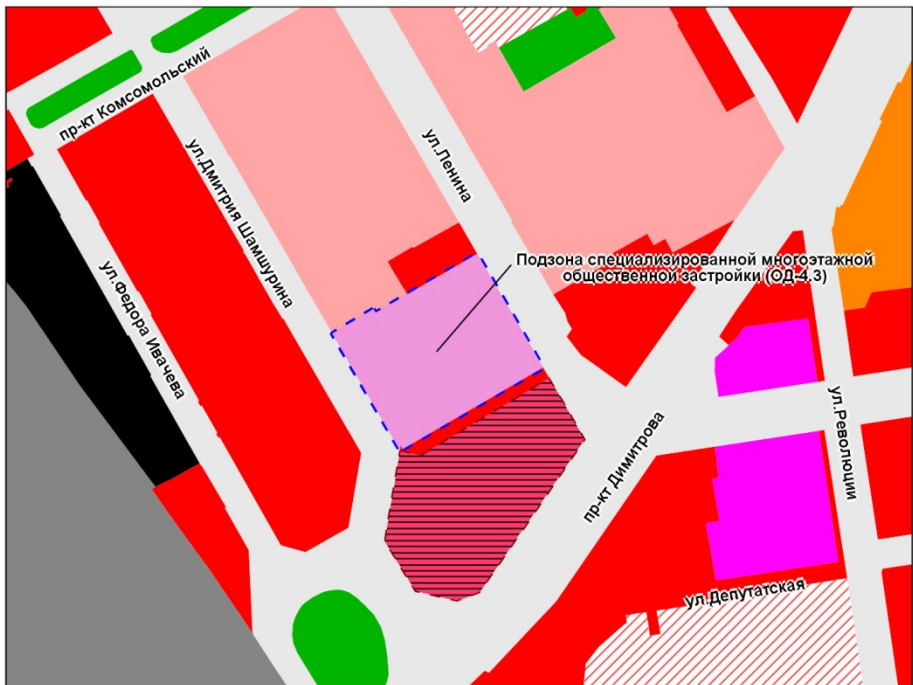 пр-кт Комсомольский
ул.Дмитрия Шамшурина
ул.Ленина
Подзона специализированной многоэтажной
общественной застройки (ОД-4.3)
ул.Федора Ивачева
пр-кт Димитрова
ул.Революции
ул.Депутатская